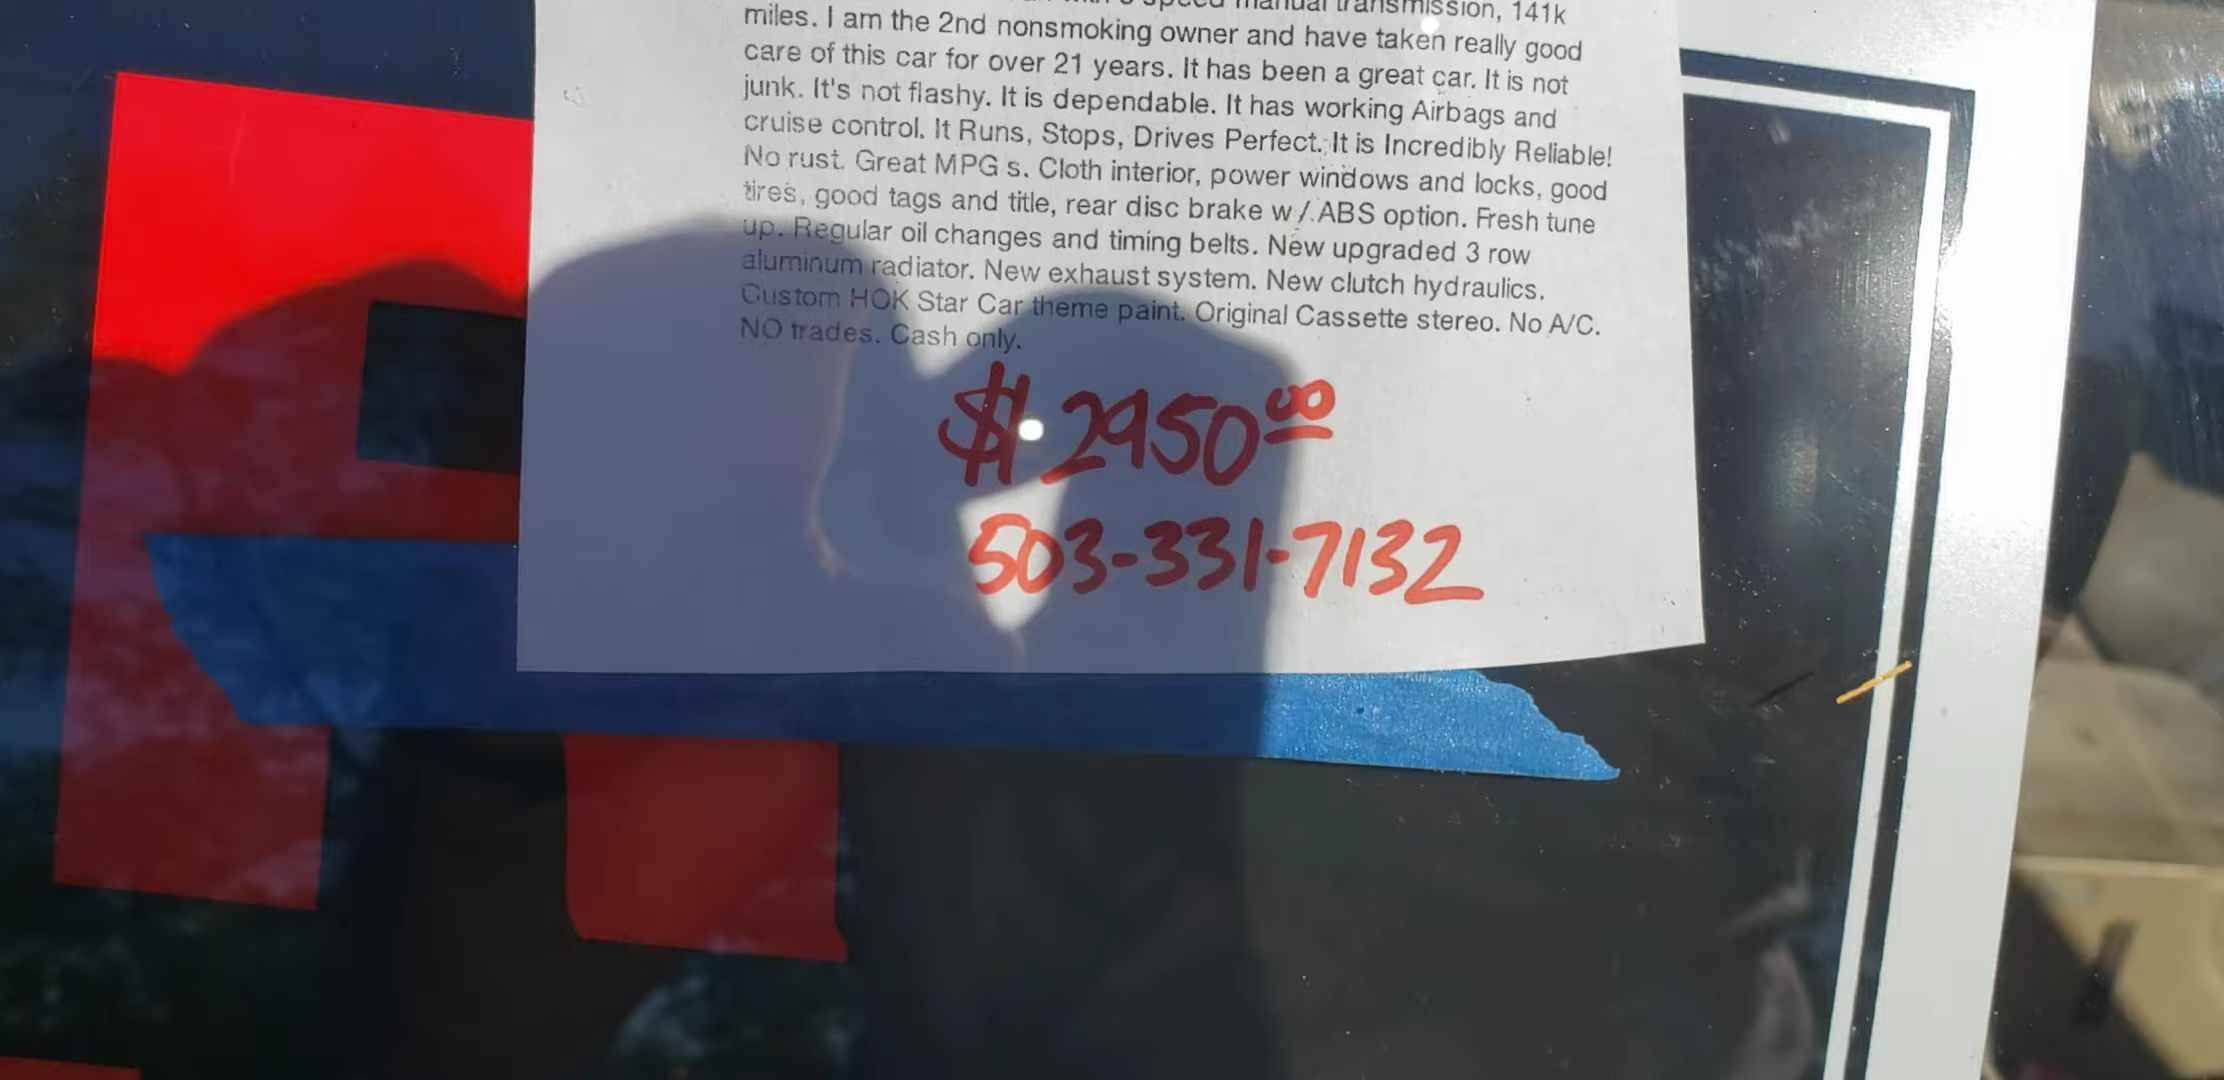 manual transmission, 141k
miles. I am the 2nd nonsmoking owner and have taken really good
care of this car for over 21 years. It has been a great car. It is not
junk. It's not flashy. It is dependable. It has working Airbags and
cruise control. It Runs, Stops, Drives Perfect. It is Incredibly Reliable!
No rust. Great MPG s. Cloth interior, power windows and locks, good
tires, good tags and title, rear disc brake w/ ABS option. Fresh tune
up. Regular oil changes and timing belts. New upgraded 3 row
aluminum radiator. New exhaust system. New clutch hydraulics.
Custom HOK Star Car theme paint. Original Cassette stereo. No A/C.
NO trades. Cash only.
$ 2950 00
503-331-7132